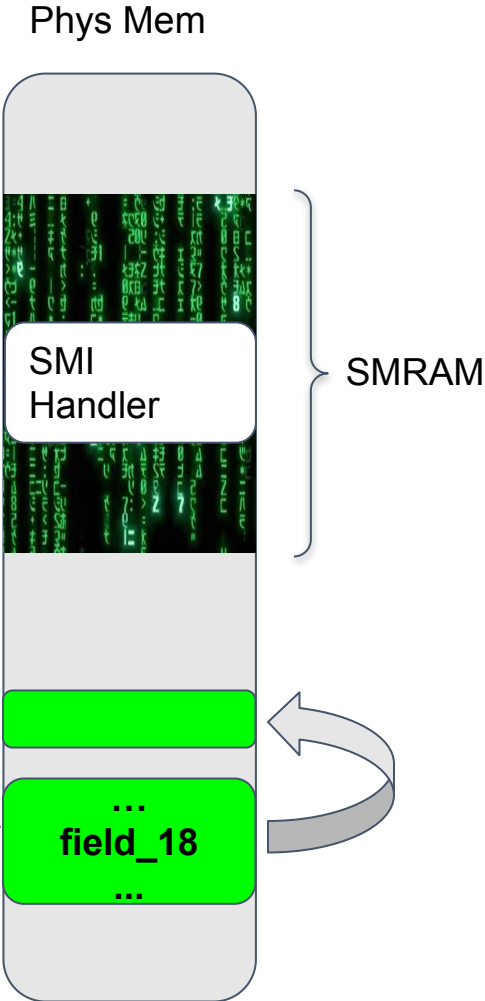 Phys Mem
SMI
Handler
SMRAM
...
field_18
...